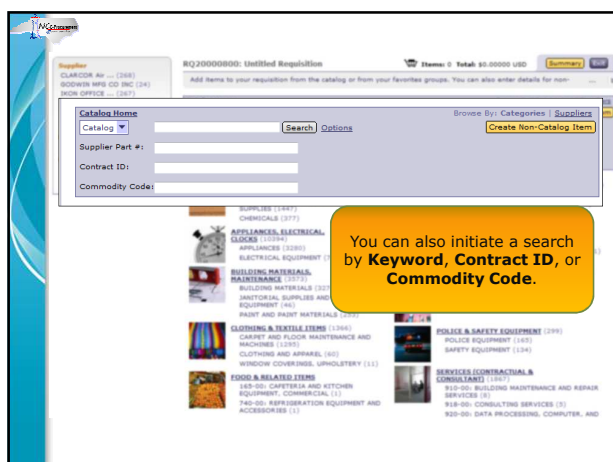 Supplier
CLARCOR Air ... (268)
GODWIN MFG CO INC (24)
IKON OFFICE ... (267)
RQ20000800: Untitled Requisition
Items: 0 Total: $0.00000 USD
Summary
Exit
Add items to your requisition from the catalog or from your favorites groups. You can also enter details for non- ...
Catalog Home
Browse By: Categories | Suppliers
Catalog
Search
Options
Create Non-Catalog Item
Supplier Part #:
Contract ID:
Commodity Code:
SUPPLIES (1447)
CHEMICALS (377)
APPLIANCES, ELECTRICAL,
CLOCKS (10394)
APPLIANCES (3280)
ELECTRICAL EQUIPMENT
BUILDING MATERIALS,
MAINTENANCE (3573)
BUILDING MATERIALS
JANITORIAL SUPPLIES AND
EQUIPMENT (46)
PAINT AND PAINT MATERIALS
You can also initiate a search
by Keyword, Contract ID, or
Commodity Code.
CLOTHING & TEXTILE ITEMS (1366)
CARPET AND FLOOR MAINTENANCE AND
MACHINES (1295)
CLOTHING AND APPAREL (60)
WINDOW COVERINGS, UPHOLSTERY (11)
POLICE & SAFETY EQUIPMENT (299)
POLICE EQUIPMENT (165)
SAFETY EQUIPMENT (134)
FOOD & RELATED ITEMS
165-00: CAFETERIA AND KITCHEN
EQUIPMENT, COMMERCIAL (1)
740-00: REFRIGERATION EQUIPMENT AND
ACCESSORIES (1)
SERVICES (CONTRACTUAL &
CONSULTANT) (1867)
910-00: BUILDING MAINTENANCE AND REPAIR
SERVICES (8)
918-00: CONSULTING SERVICES (5)
920-00: DATA PROCESSING, COMPUTER, AND